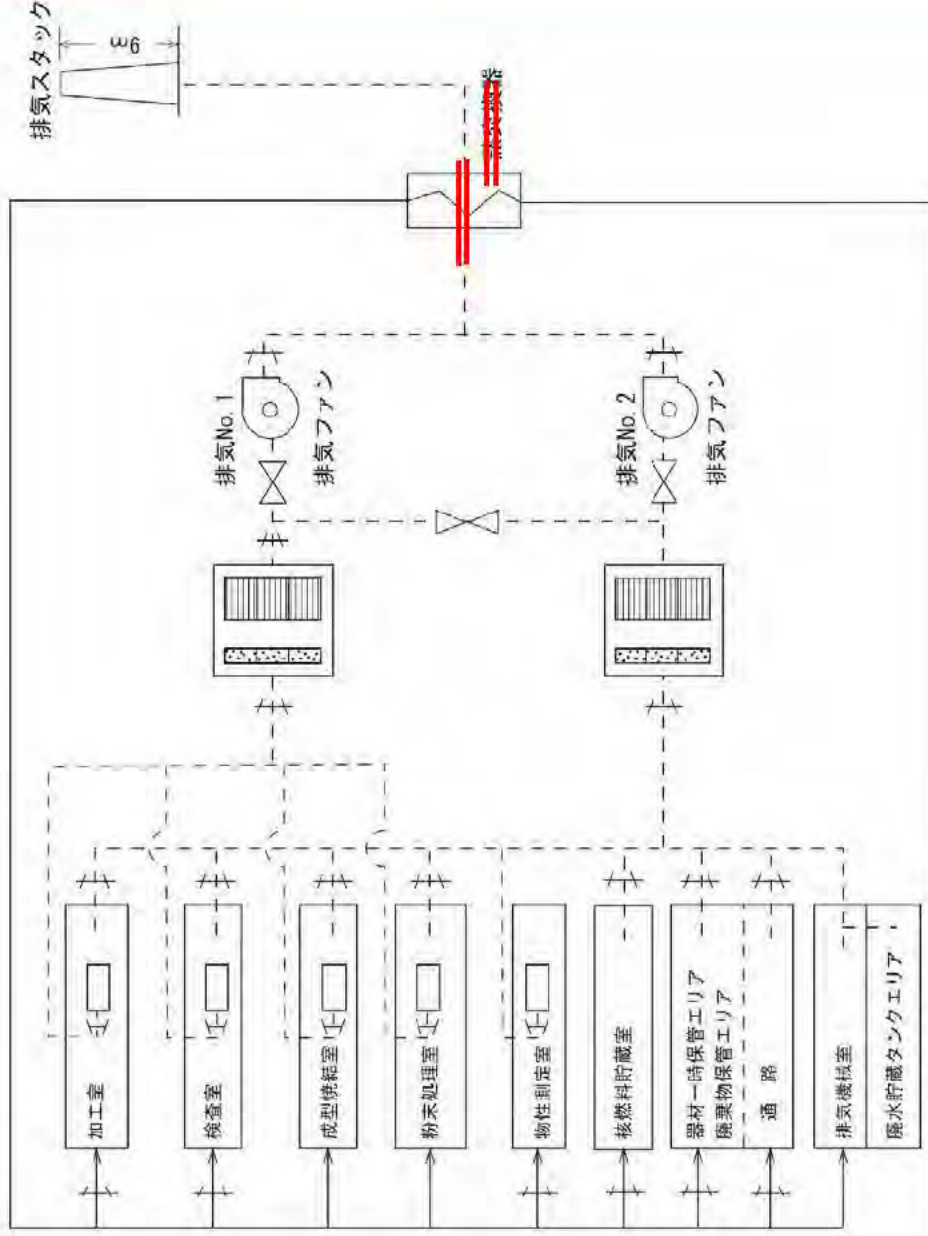 排気スタック
9m
排気No.1
排気ファン
排気No.2
排気ファン
加工室
検査室
成型焼結室
粉末処理室
物性測定室
核燃料貯蔵室
器材一時保管エリア
廃棄物保管エリア
通 路
排気機械室
廃水貯蔵タンクエリア